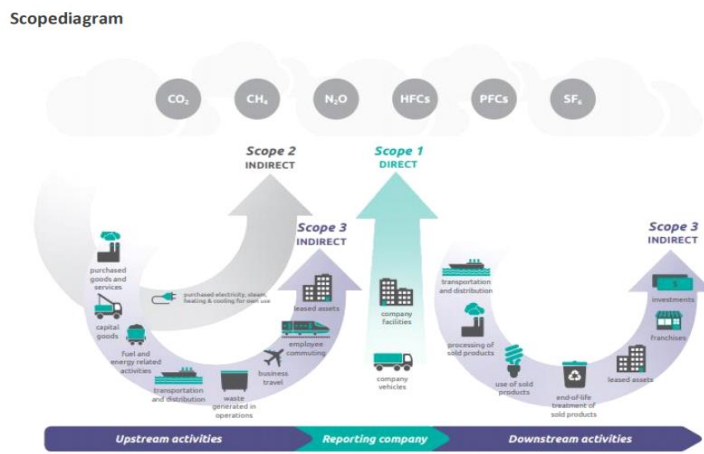 Scopediagram
CO₂
CH₄
N₂O
HFCs
PFCs
SF₆
Scope 2
INDIRECT
Scope 1
DIRECT
Scope 3
INDIRECT
Scope 3
INDIRECT
purchased
goods and
services
capital
goods
fuel and
energy related
activities
transportation
and distribution
waste
generated in
operations
business
travel
employee
commuting
leased assets
purchased electricity, steam,
heating & cooling for own use
company
facilities
company
vehicles
transportation
and distribution
processing of
sold products
use of sold
products
end-of-life
treatment of
sold products
leased assets
franchises
investments
Upstream activities
Reporting company
Downstream activities